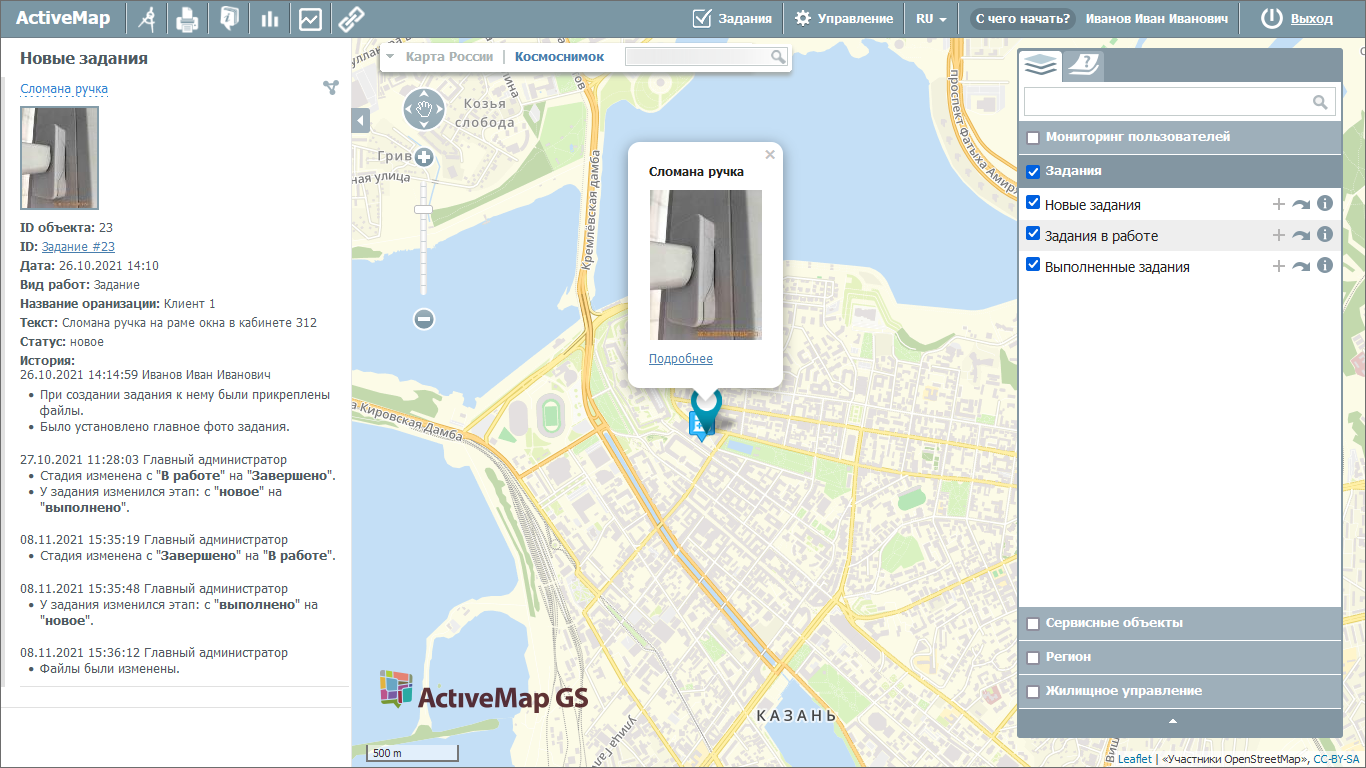 ActiveMap
Задания
Управление
RU
С чего начать?
Иванов Иван Иванович
Выход
Новые задания
Сломана ручка
ID объекта: 23
ID: Задание #23
Дата: 26.10.2021 14:10
Вид работ: Задание
Название оранизации: Клиент 1
Текст: Сломана ручка на раме окна в кабинете 312
Статус: новое
История:
26.10.2021 14:14:59 Иванов Иван Иванович
При создании задания к нему были прикреплены
файлы.
Было установлено главное фото задания.
27.10.2021 11:28:03 Главный администратор
Стадия изменена с "В работе" на "Завершено".
У задания изменился этап: с "новое" на
"выполнено".
08.11.2021 15:35:19 Главный администратор
Стадия изменена с "Завершено" на "В работе".
08.11.2021 15:35:48 Главный администратор
У задания изменился этап: с "выполнено" на
"новое".
08.11.2021 15:36:12 Главный администратор
Файлы были изменены.
Карта России | Космоснимок
Козья
слобода
Грив
ная улица
Кремлёвская дамба
проспект Фатыха Амирх
а Кировская Дамба
Сломана ручка
Подробнее
ActiveMap GS
КАЗАНЬ
улица Га
500 m
Мониторинг пользователей
Задания
Новые задания
Задания в работе
Выполненные задания
Сервисные объекты
Регион
Жилищное управление
Виш
Leaflet | «Участники OpenStreetMap», CC-BY-SA